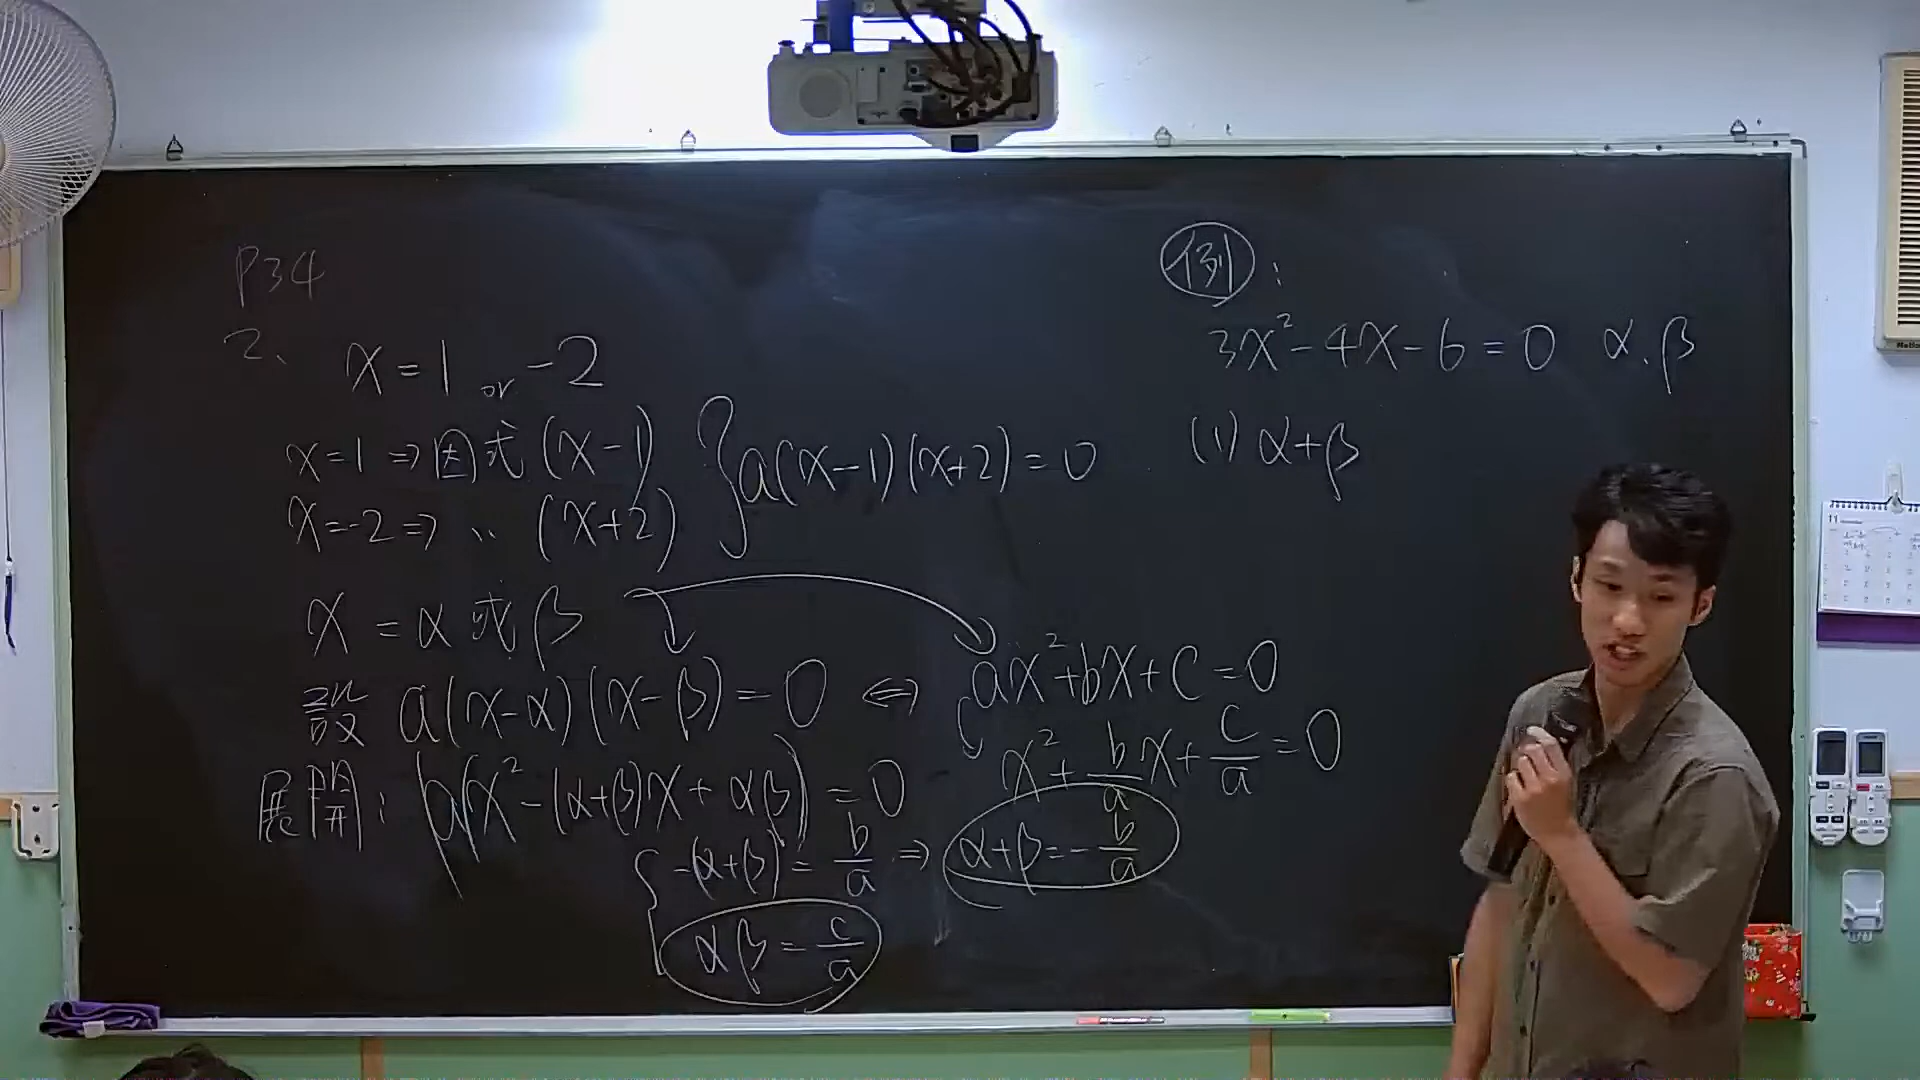 P34
2、 x=1 or -2
x=1 ⇒ 因式 (x-1)
x=-2 ⇒ 〃 (x+2)
} a(x-1)(x+2)=0
x = α 或 β
設 a(x-α)(x-β)=0 ⇔ ax²+bx+c=0
x²+b/a x+c/a=0
展開: a(x²-(α+β)x+αβ)=0
{ -(α+β)=b/a ⇒ α+β=-b/a
αβ=c/a
例:
3x²-4x-6=0 α.β
(1) α+β